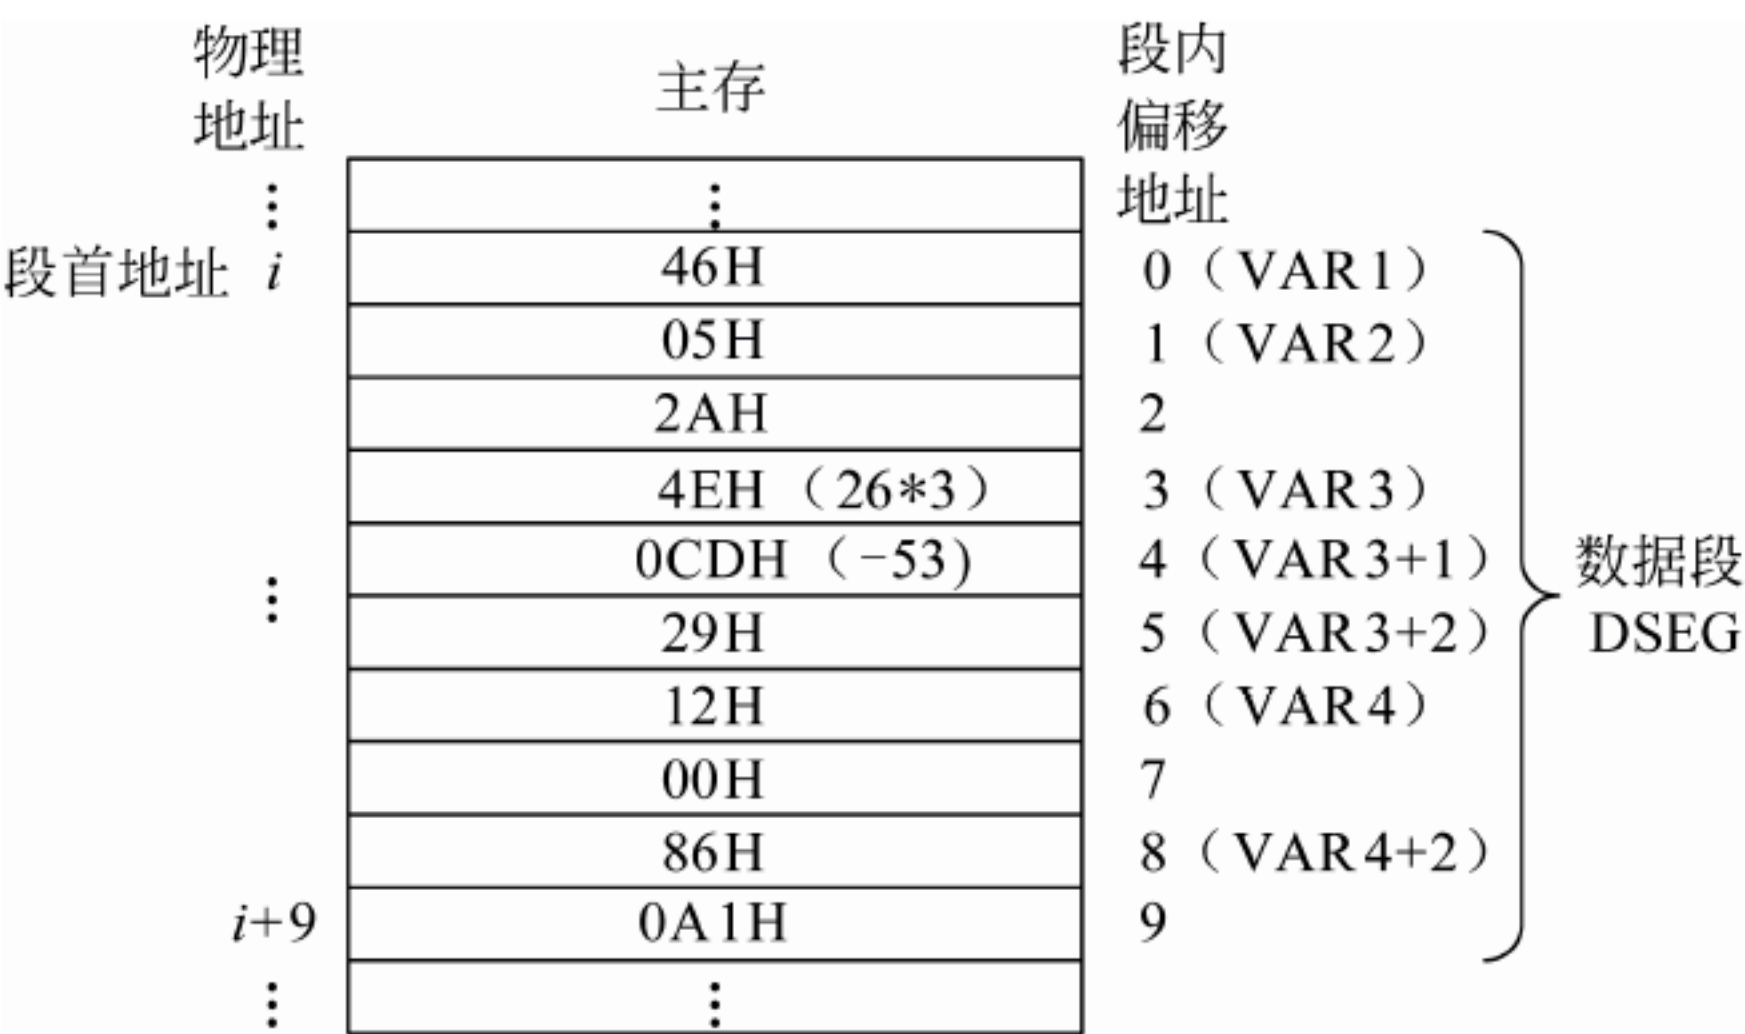 物理
地址
主存
段内
偏移
地址
⋮ ⋮
段首地址 i 46H 0（VAR1）
05H 1（VAR2）
2AH 2
4EH（26*3） 3（VAR3）
0CDH（-53) 4（VAR3+1）
⋮ 29H 5（VAR3+2）
12H 6（VAR4）
00H 7
86H 8（VAR4+2）
i+9 0A1H 9
⋮ ⋮
数据段
DSEG